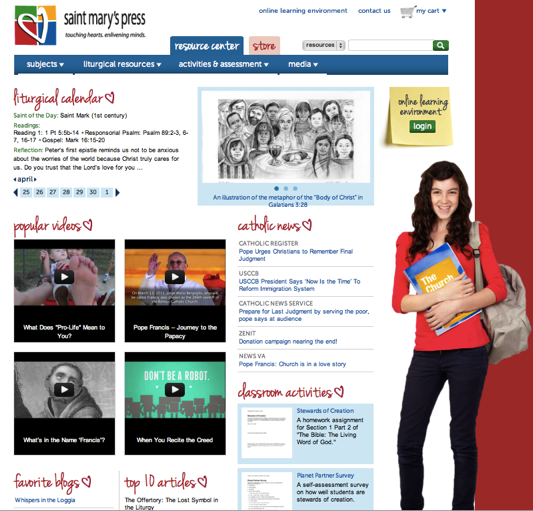 online learning environment contact us my cart
saint mary's press
touching hearts. enlivening minds.
resource center store
resources
subjects liturgical resources activities & assessment media
liturgical calendar
Saint of the Day: Saint Mark (1st century)
Readings:
Reading 1: 1 Pt 5:5b-14 • Responsorial Psalm: Psalm 89:2-3, 6-
7, 16-17 • Gospel: Mark 16:15-20
Reflection: Peter's first epistle reminds us not to be anxious
about the worries of the world because Christ truly cares for
us. Do you trust that the Lord's love for you ...
april
25 26 27 28 29 30 1
An illustration of the metaphor of the "Body of Christ" in
Galatians 3:28
online learning
environment
login
popular videos
What Does "Pro-Life" Mean to
You?
Pope Francis – Journey to the
Papacy
What's in the Name 'Francis'?
DON'T BE A ROBOT.
When You Recite the Creed
catholic news
CATHOLIC REGISTER
Pope Urges Christians to Remember Final
Judgment
USCCB
USCCB President Says 'Now Is the Time' To
Reform Immigration System
CATHOLIC NEWS SERVICE
Prepare for Last Judgment by serving the poor,
pope says at audience
ZENIT
Donation campaign nearing the end!
NEWS VA
Pope Francis: Church is in a love story
The
Church
classroom activities
Stewards of Creation
A homework assignment
for Section 1 Part 2 of
"The Bible: The Living
Word of God."
Planet Partner Survey
A self-assessment survey
on how well students are
stewards of creation.
favorite blogs
Whispers in the Loggia
top 10 articles
The Offertory: The Lost Symbol in
the Liturgy